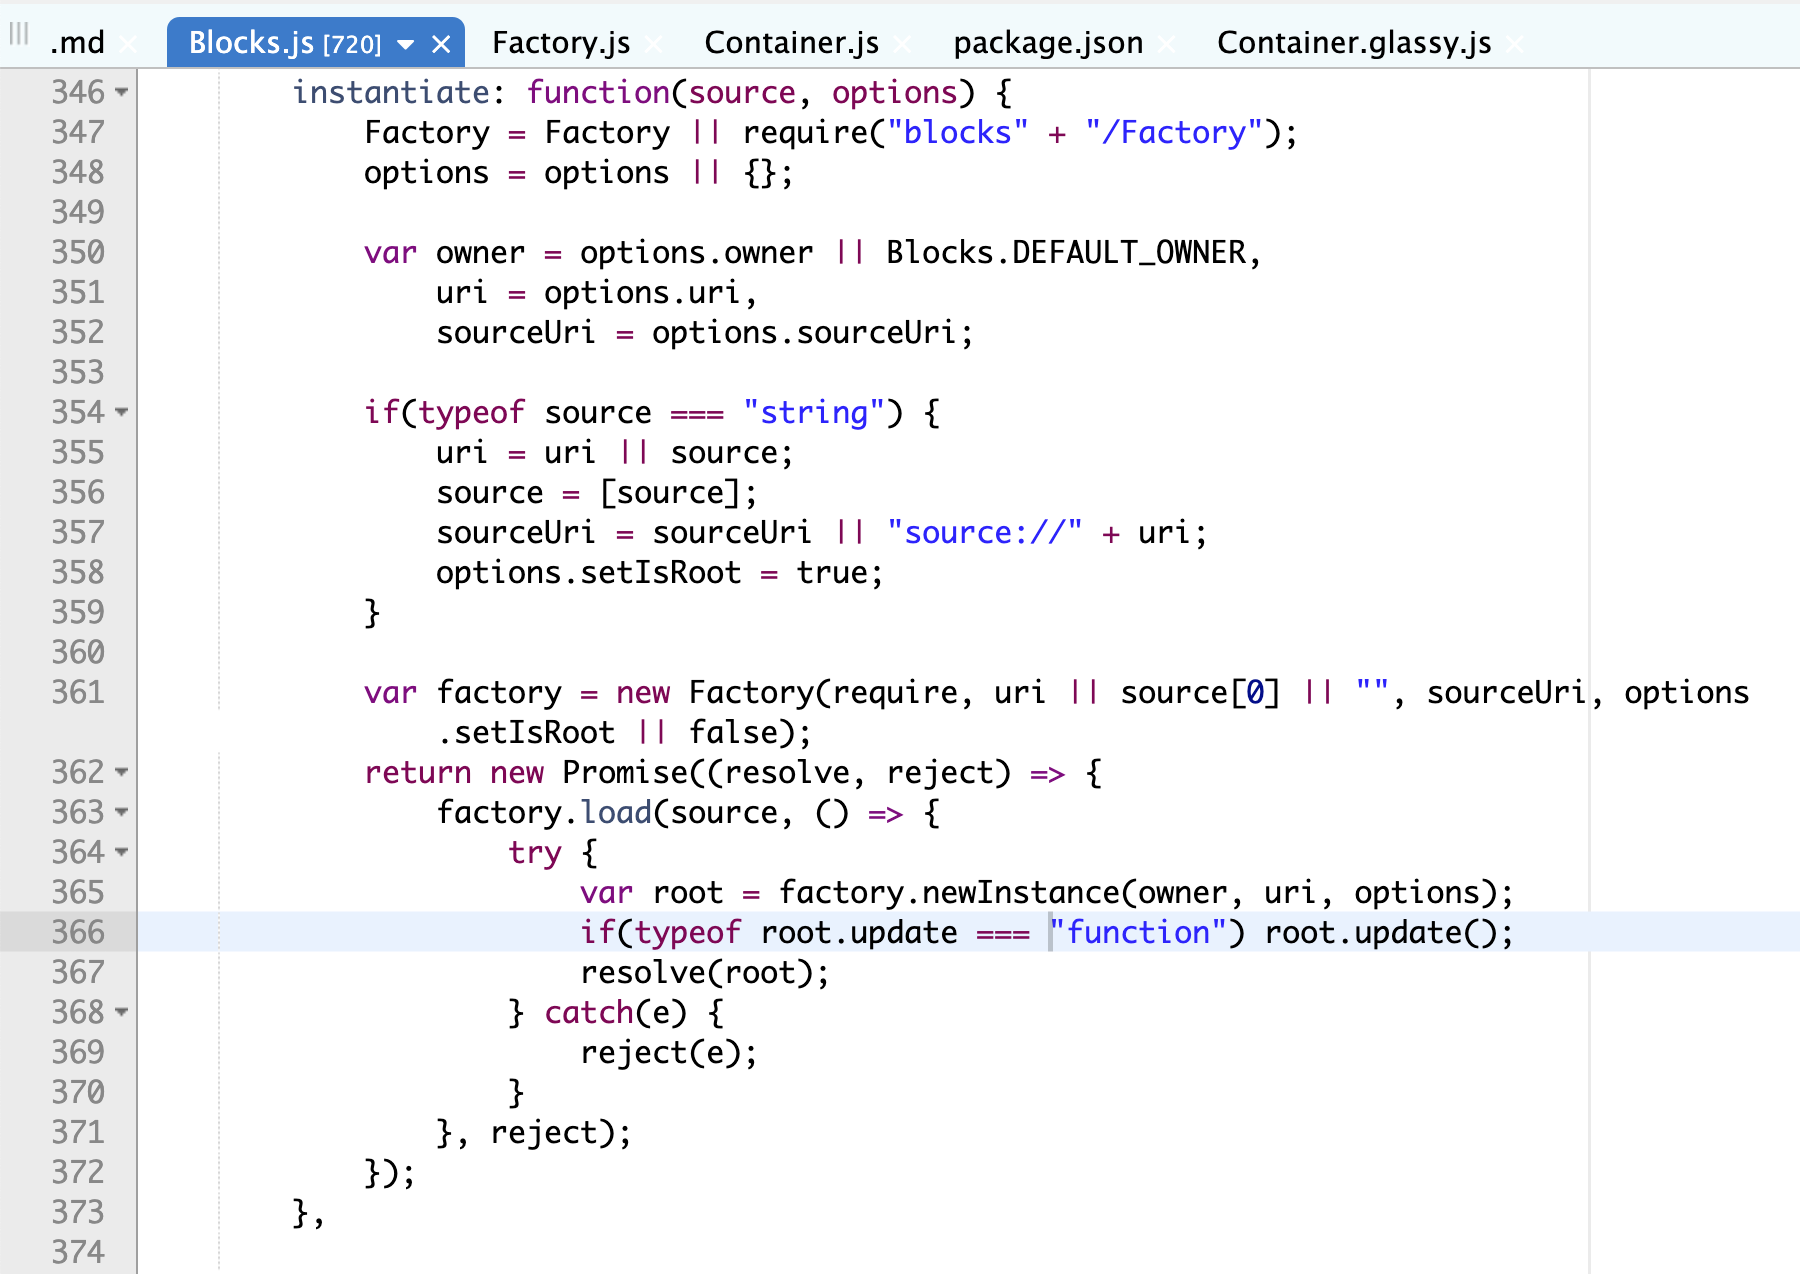 .md × Blocks.js [720] × Factory.js × Container.js × package.json × Container.glassy.js ×
346 instantiate: function(source, options) {
347 Factory = Factory || require("blocks" + "/Factory");
348 options = options || {};
349
350 var owner = options.owner || Blocks.DEFAULT_OWNER,
351 uri = options.uri,
352 sourceUri = options.sourceUri;
353
354 if(typeof source === "string") {
355 uri = uri || source;
356 source = [source];
357 sourceUri = sourceUri || "source://" + uri;
358 options.setIsRoot = true;
359 }
360
361 var factory = new Factory(require, uri || source[0] || "", sourceUri, options
.setIsRoot || false);
362 return new Promise((resolve, reject) => {
363 factory.load(source, () => {
364 try {
365 var root = factory.newInstance(owner, uri, options);
366 if(typeof root.update === "function") root.update();
367 resolve(root);
368 } catch(e) {
369 reject(e);
370 }
371 }, reject);
372 });
373 },
374